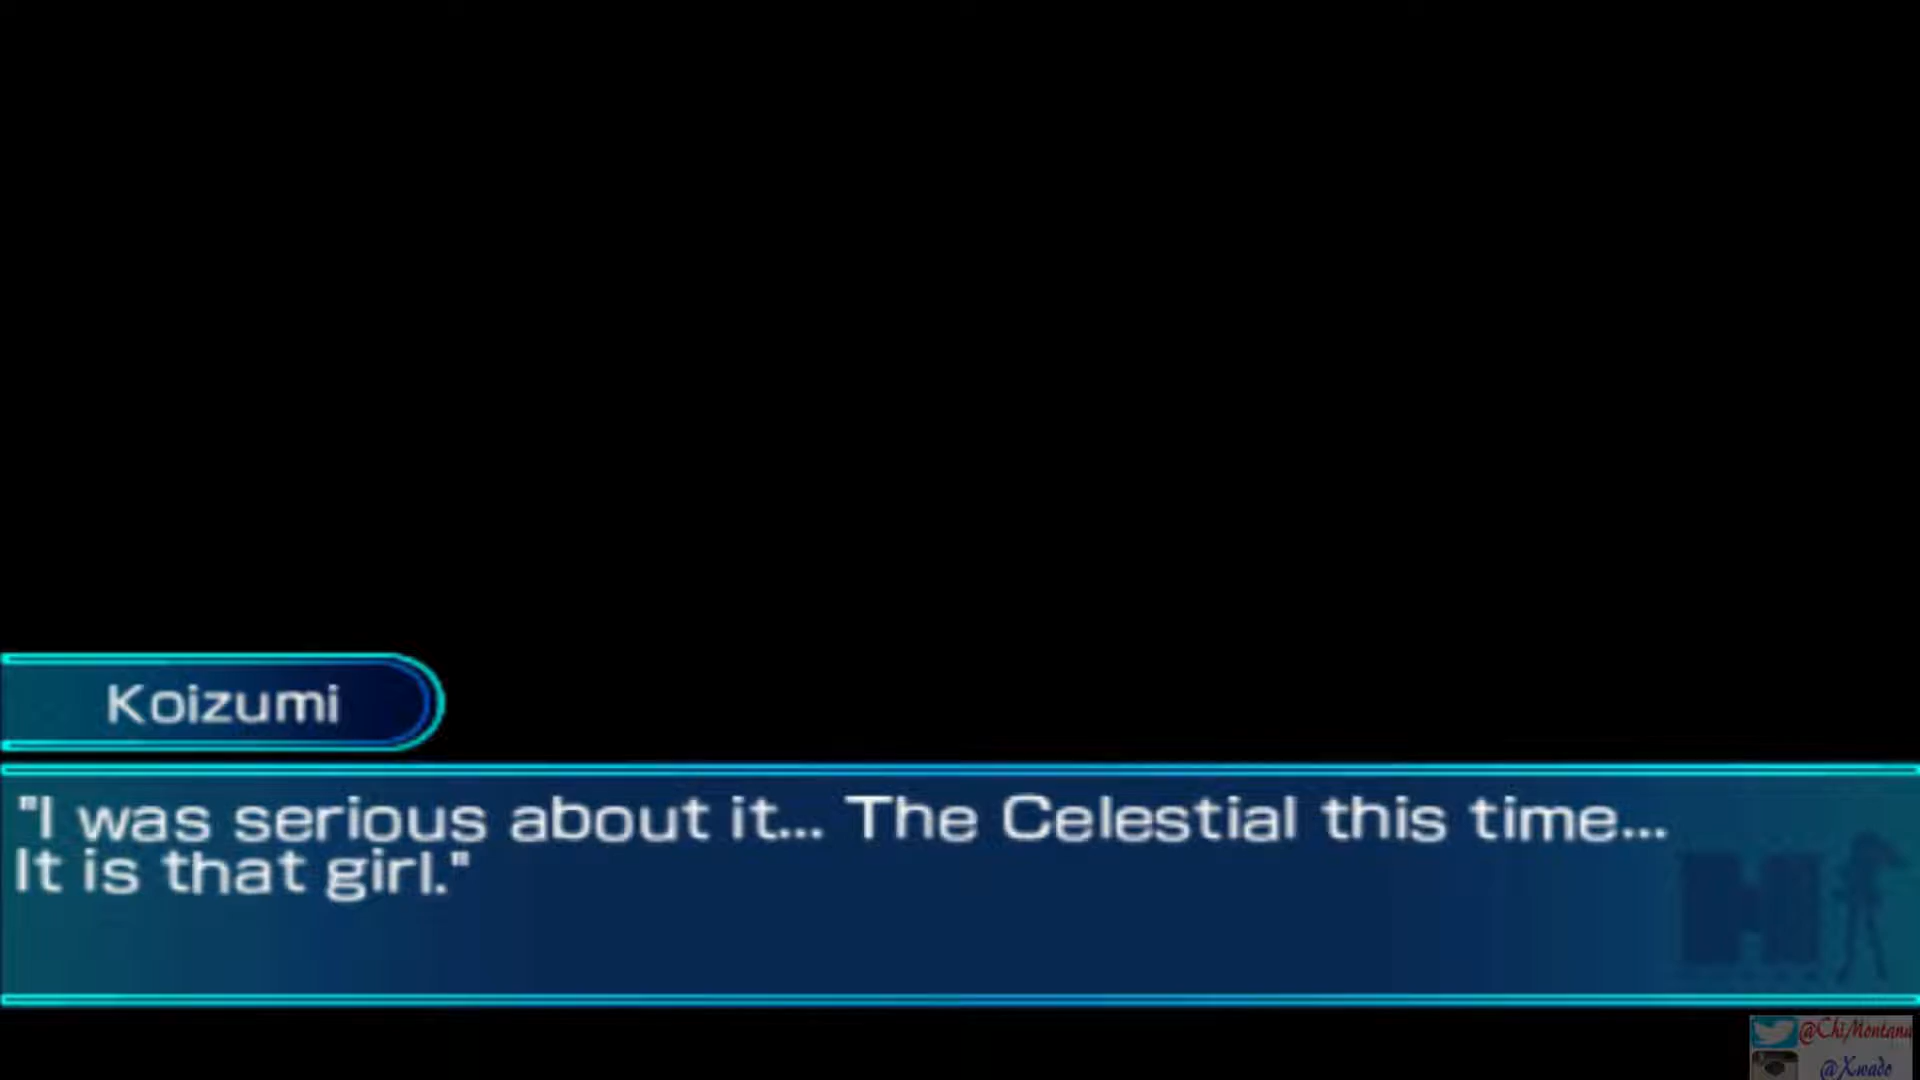 Koizumi
"I was serious about it... The Celestial this time...
It is that girl."
@ChiMontana
@Xwado